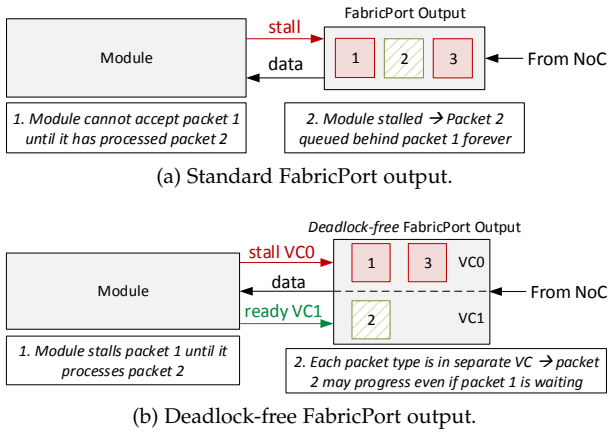 FabricPort Output
Module
stall
data
1
2
3
From NoC
1. Module cannot accept packet 1
until it has processed packet 2
2. Module stalled → Packet 2
queued behind packet 1 forever
(a) Standard FabricPort output.
Deadlock-free FabricPort Output
Module
stall VC0
data
ready VC1
1
3
VC0
2
VC1
From NoC
1. Module stalls packet 1 until it
processes packet 2
2. Each packet type is in separate VC → packet
2 may progress even if packet 1 is waiting
(b) Deadlock-free FabricPort output.